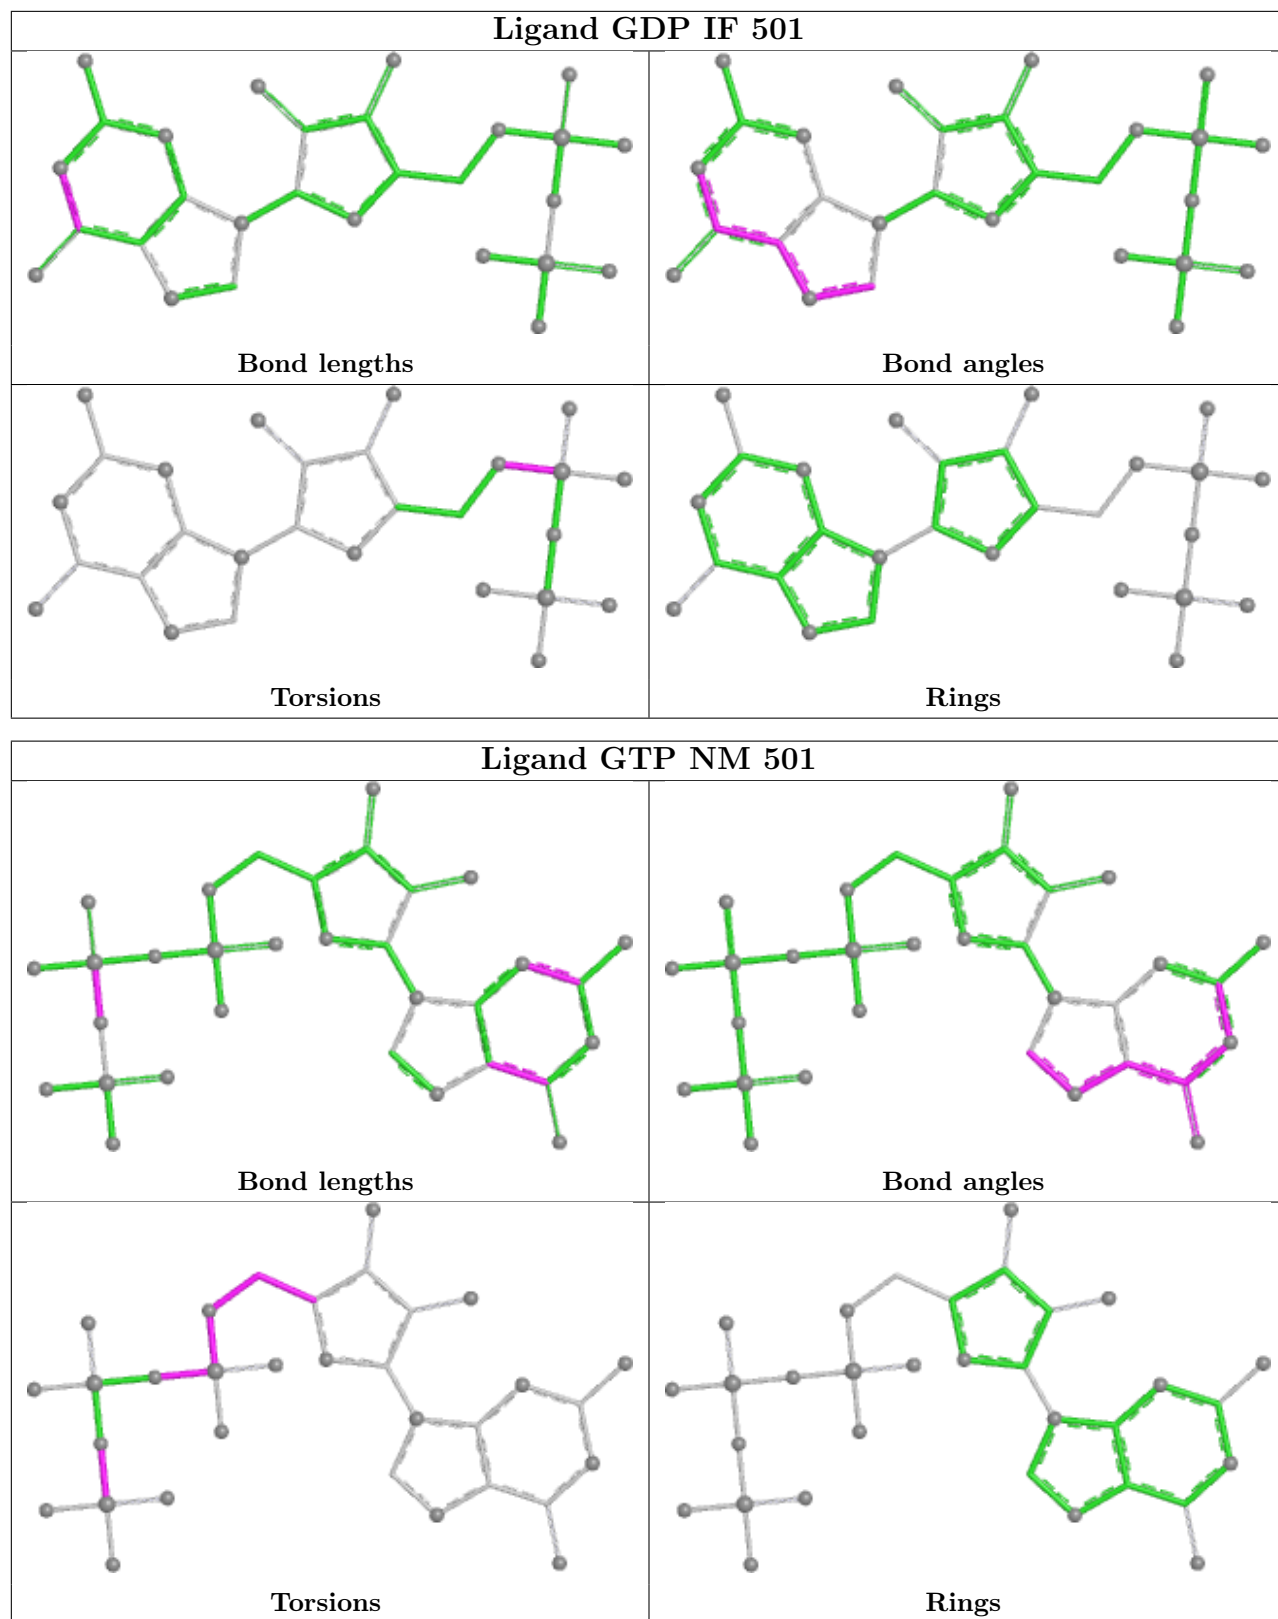 Ligand GDP IF 501
Bond lengths
Bond angles
Torsions
Rings
Ligand GTP NM 501
Bond lengths
Bond angles
Torsions
Rings